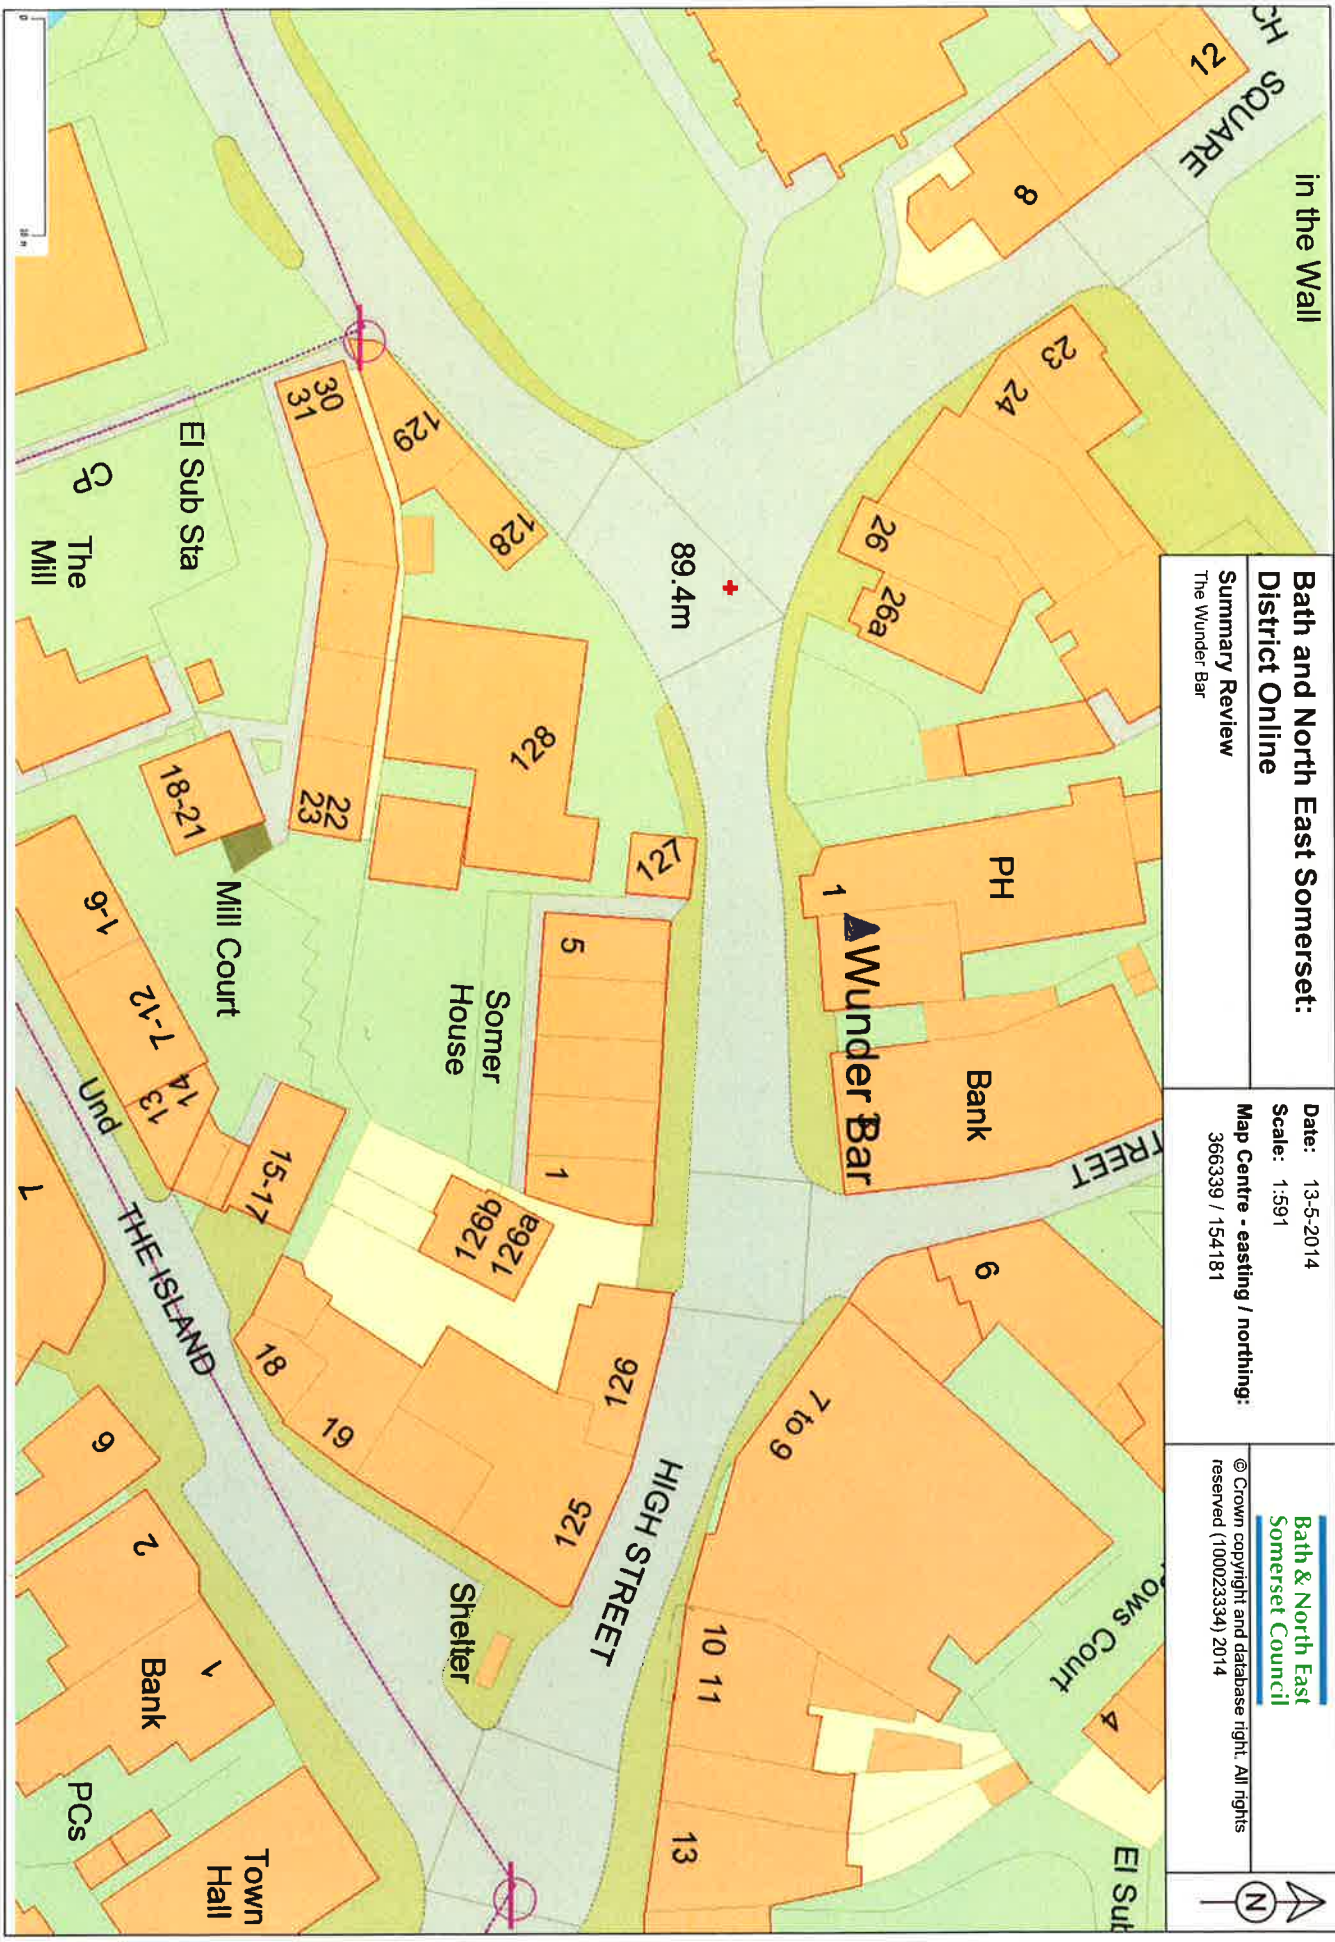 Bath and North East Somerset:
District Online
Summary Review
The Wunder Bar
Date: 13-5-2014
Scale: 1:591
Map Centre - easting / northing:
366339 / 154181
Bath & North East
Somerset Council
© Crown copyright and database right. All rights
reserved (100023334) 2014
N
in the Wall
CH SQUARE
12
8
23
24
26
26a
PH
1
Wunder Bar
Bank
TREET
6
7 to 9
Pows Court
4
El Sub
10 11
13
89.4m
HIGH STREET
129
128
30
31
128
127
22
23
5
1
Somer
House
126b
126a
126
125
Shelter
El Sub Sta
The
Mill
18-21
Mill Court
1-6
7-12
14
13
Und
15-17
THE ISLAND
18
19
7
9
2
1
Bank
PCs
Town
Hall
0